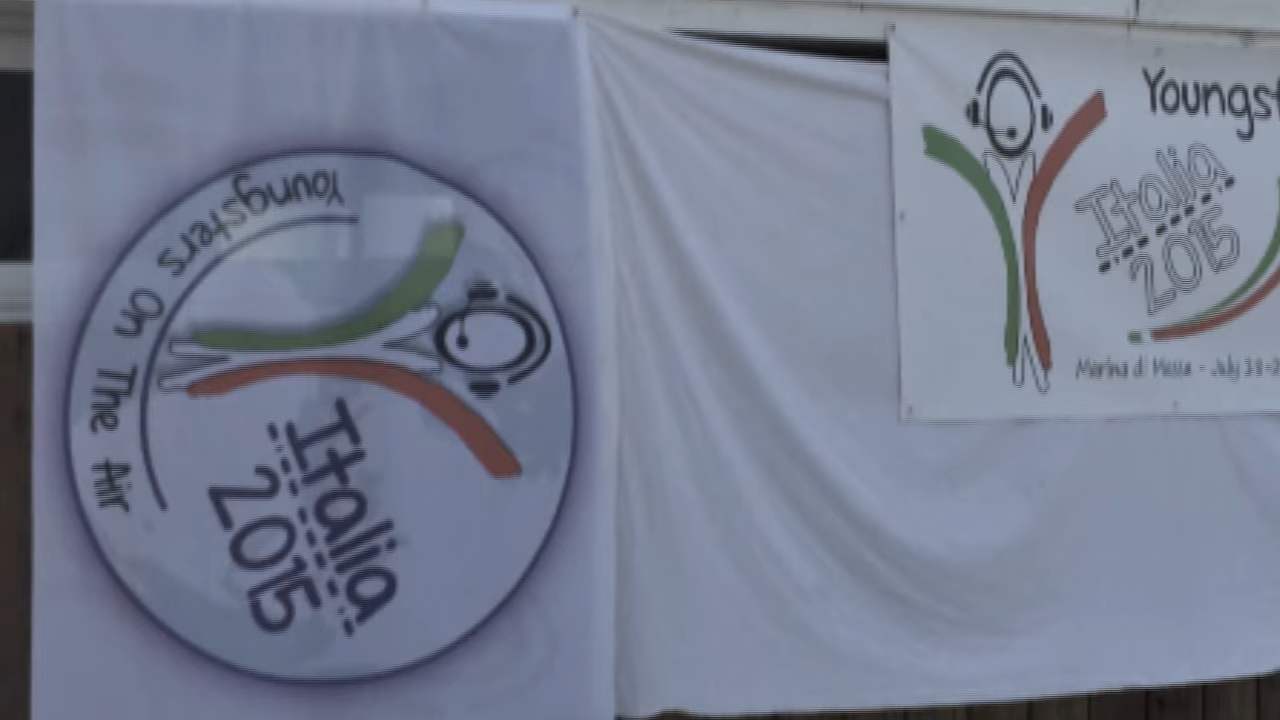 Youngsters On The Air
Italia
2015
Youngst
Italia
2015
Marina di Massa - July